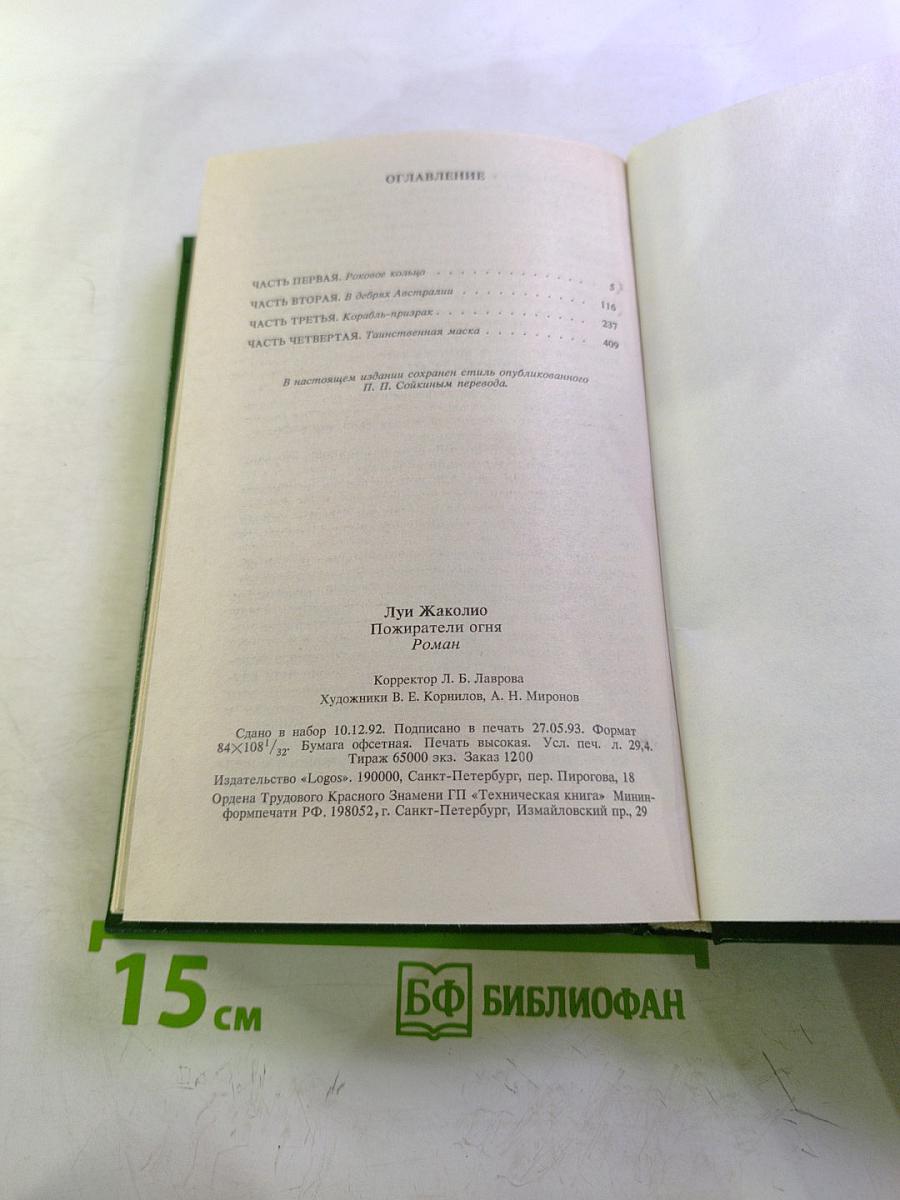 ОГЛАВЛЕНИЕ
ЧАСТЬ ПЕРВАЯ. Роковое кольцо . . . . . . . . . . . . . 5
ЧАСТЬ ВТОРАЯ. В дебрях Австралии . . . . . . . . . . . 116
ЧАСТЬ ТРЕТЬЯ. Корабль-призрак . . . . . . . . . . . . . 237
ЧАСТЬ ЧЕТВЕРТАЯ. Таинственная маска . . . . . . . . . 409
В настоящем издании сохранен стиль опубликованного
П. П. Сойкиным перевода.
Луи Жаколио
Пожиратели огня
Роман
Корректор Л. Б. Лаврова
Художники В. Е. Корнилов, А. Н. Миронов
Сдано в набор 10.12.92. Подписано в печать 27.05.93. Формат
84×108¹/₃₂. Бумага офсетная. Печать высокая. Усл. печ. л. 29,4.
Тираж 65000 экз. Заказ 1200
Издательство «Logos». 190000, Санкт-Петербург, пер. Пирогова, 18
Ордена Трудового Красного Знамени ГП «Техническая книга» Минин-
формпечати РФ. 198052, г. Санкт-Петербург, Измайловский пр., 29
15 см
БФ БИБЛИОФАН